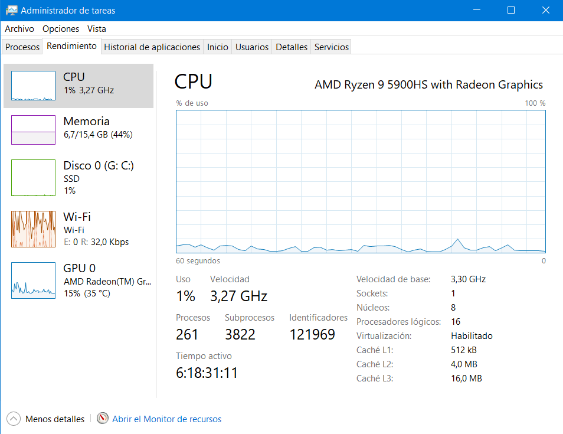 Administrador de tareas
Archivo Opciones Vista
Procesos Rendimiento Historial de aplicaciones Inicio Usuarios Detalles Servicios
CPU
1% 3,27 GHz
Memoria
6,7/15,4 GB (44%)
Disco 0 (G: C:)
SSD
1%
Wi-Fi
Wi-Fi
E: 0 R: 32,0 Kbps
GPU 0
AMD Radeon(TM) Gr...
15% (35 °C)
CPU AMD Ryzen 9 5900HS with Radeon Graphics
% de uso 100 %
60 segundos 0
Uso Velocidad
1% 3,27 GHz
Procesos Subprocesos Identificadores
261 3822 121969
Tiempo activo
6:18:31:11
Velocidad de base: 3,30 GHz
Sockets: 1
Núcleos: 8
Procesadores lógicos: 16
Virtualización: Habilitado
Caché L1: 512 kB
Caché L2: 4,0 MB
Caché L3: 16,0 MB
Menos detalles Abrir el Monitor de recursos